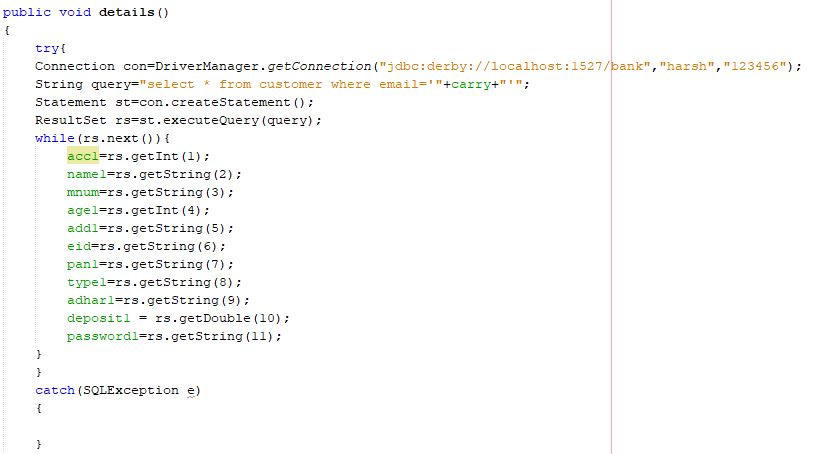 public void details()
{
try{
Connection con=DriverManager.getConnection("jdbc:derby://localhost:1527/bank","harsh","123456");
String query="select * from customer where email='"+carry+"'";
Statement st=con.createStatement();
ResultSet rs=st.executeQuery(query);
while(rs.next()){
acc1=rs.getInt(1);
name1=rs.getString(2);
mnum=rs.getString(3);
age1=rs.getInt(4);
add1=rs.getString(5);
eid=rs.getString(6);
pan1=rs.getString(7);
type1=rs.getString(8);
adhar1=rs.getString(9);
deposit1 = rs.getDouble(10);
password1=rs.getString(11);
}
}
catch(SQLException e)
{
}